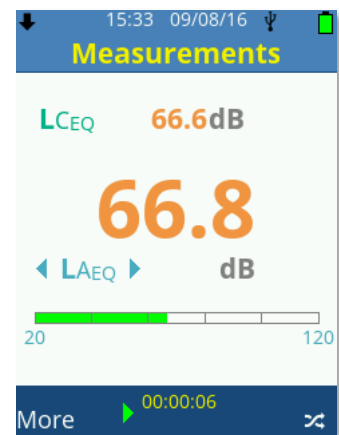 15:33 09/08/16
Measurements
LCEQ 66.6dB
66.8
LAEQ dB
20 120
00:00:06
More